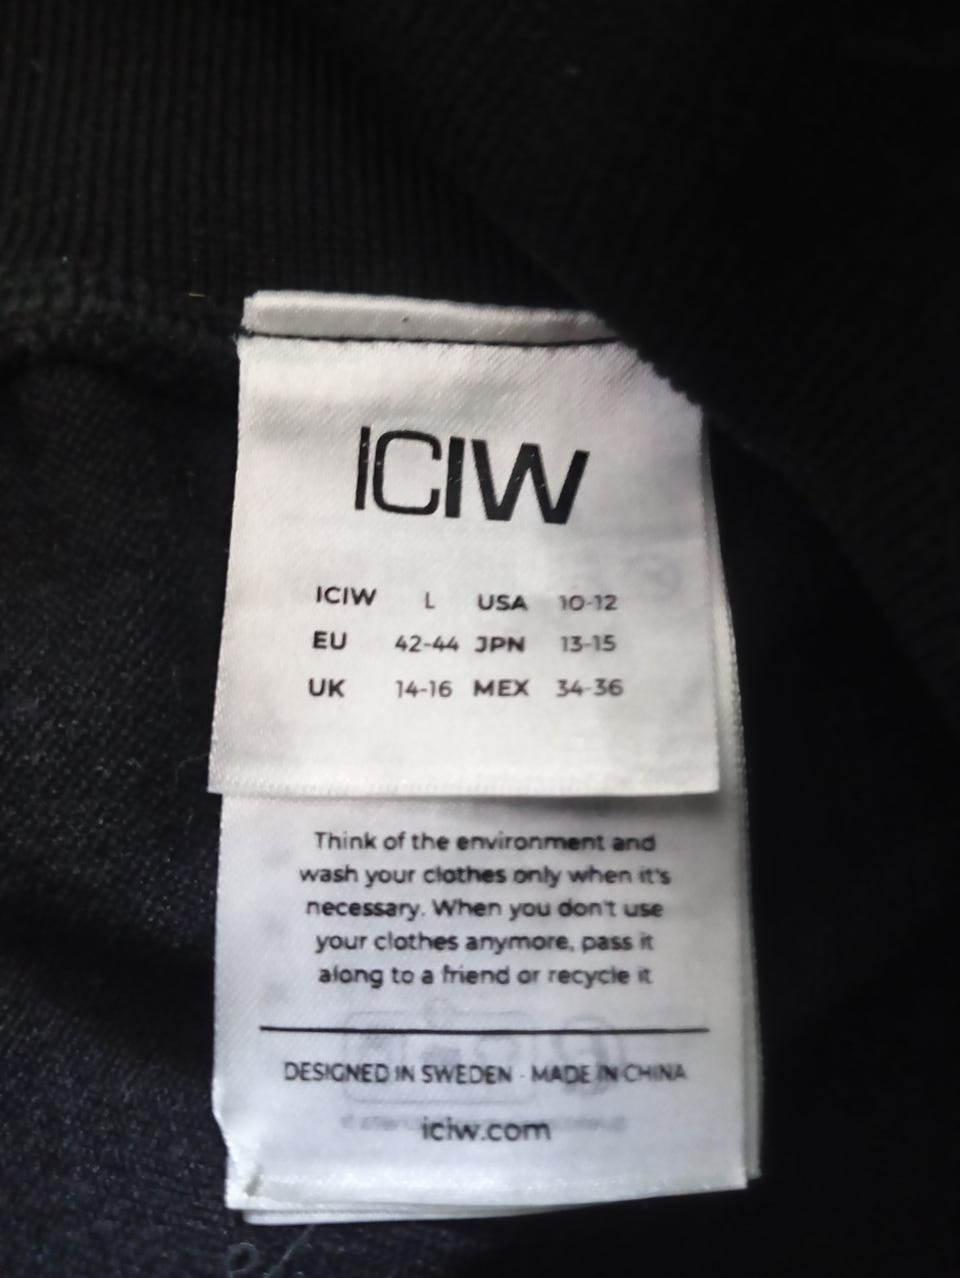 ICIW
ICIW L USA 10-12
EU 42-44 JPN 13-15
UK 14-16 MEX 34-36
Think of the environment and
wash your clothes only when it's
necessary. When you don't use
your clothes anymore, pass it
along to a friend or recycle it
DESIGNED IN SWEDEN - MADE IN CHINA
iciw.com